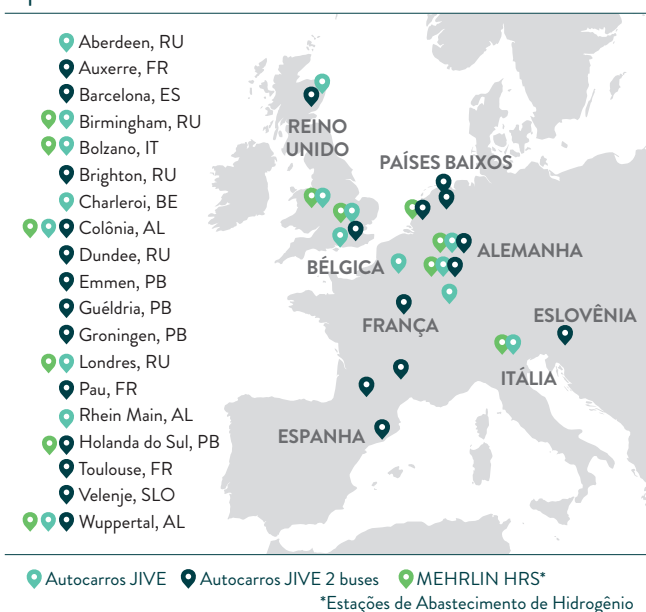 Aberdeen, RU
Auxerre, FR
Barcelona, ES
Birmingham, RU
Bolzano, IT
Brighton, RU
Charleroi, BE
Colônia, AL
Dundee, RU
Emmen, PB
Guéldria, PB
Groningen, PB
Londres, RU
Pau, FR
Rhein Main, AL
Holanda do Sul, PB
Toulouse, FR
Velenje, SLO
Wuppertal, AL
REINO
UNIDO
PAÍSES BAIXOS
BÉLGICA
ALEMANHA
FRANÇA
ESLOVÊNIA
ITÁLIA
ESPANHA
Autocarros JIVE Autocarros JIVE 2 buses MEHRLIN HRS*
*Estações de Abastecimento de Hidrogênio